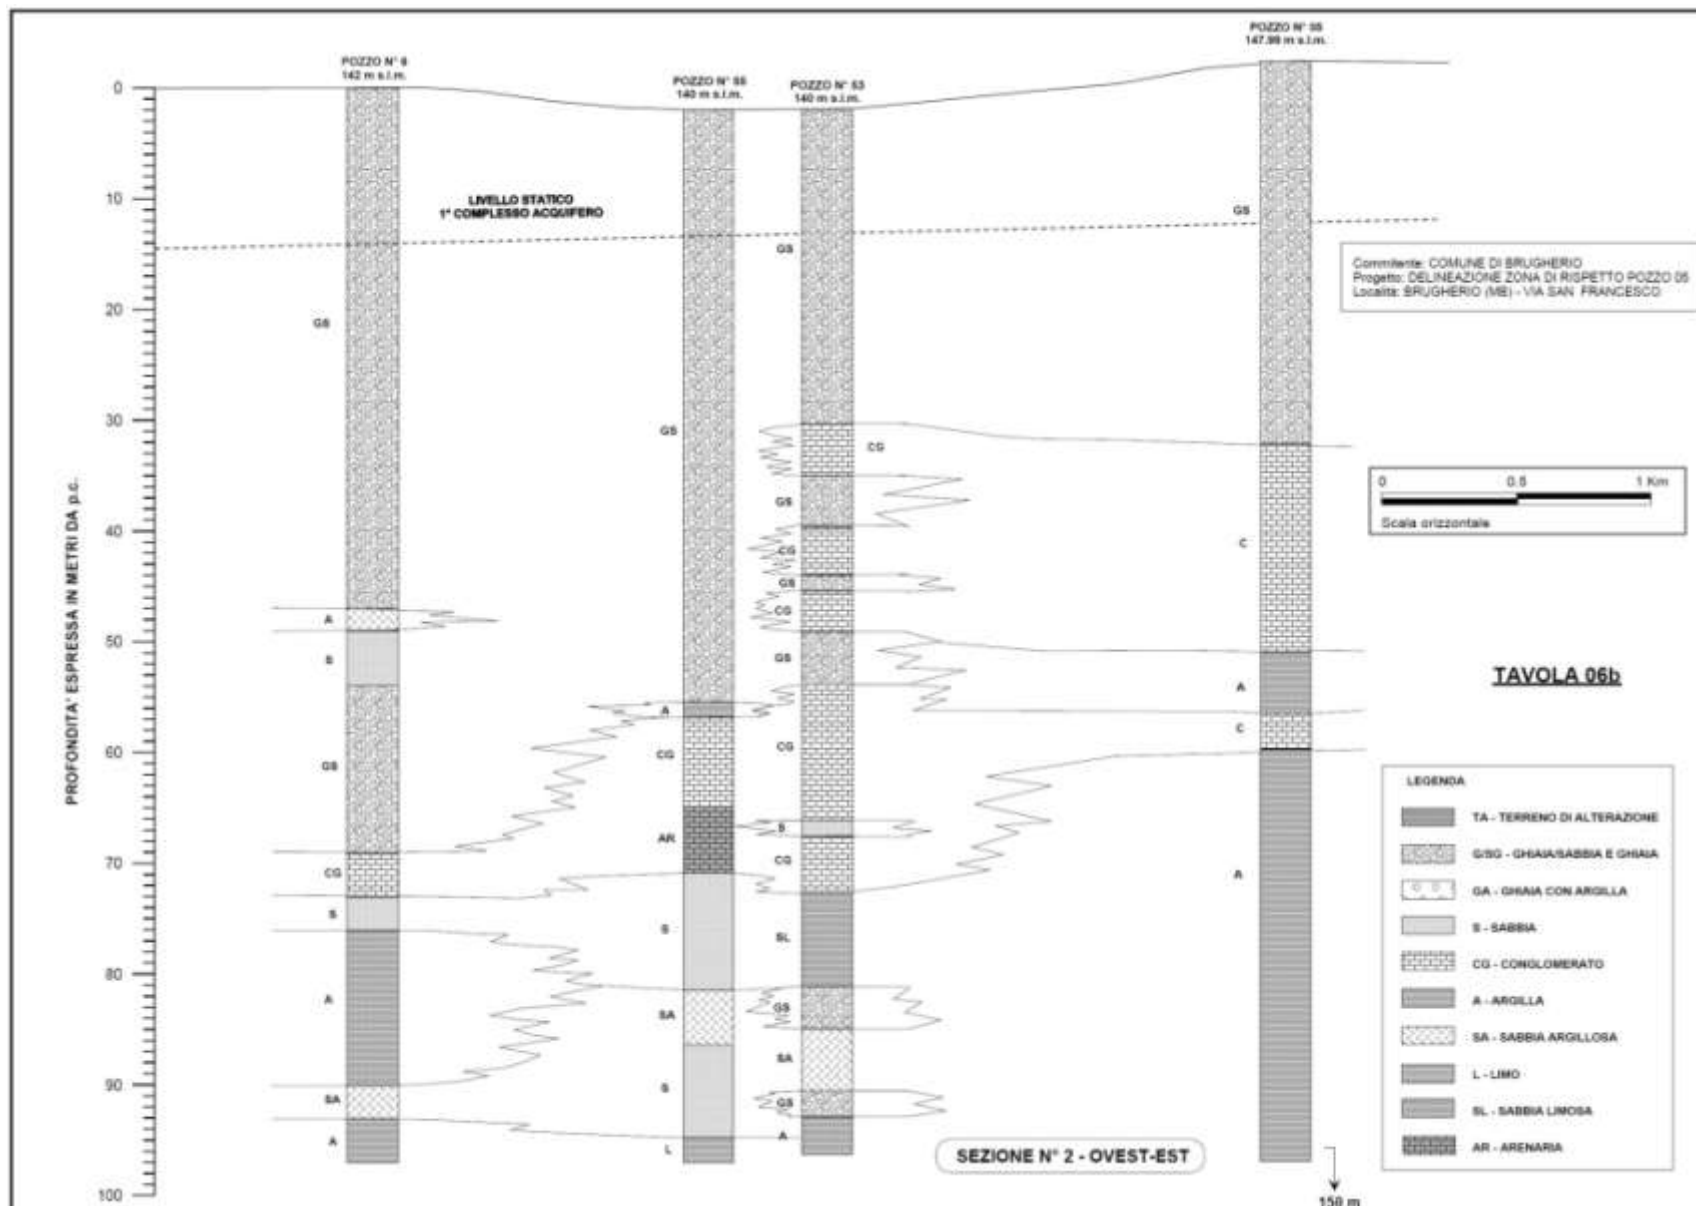 POZZO N° 6
142 m s.l.m.
POZZO N° 55
140 m s.l.m.
POZZO N° 53
140 m s.l.m.
POZZO N° 05
147.99 m s.l.m.
PROFONDITA' ESPRESSA IN METRI DA p.c.
0
10
20
30
40
50
60
70
80
90
100
LIVELLO STATICO
1° COMPLESSO ACQUIFERO
GS
A
S
GS
CG
S
A
SA
A
GS
A
CG
AR
S
SA
S
L
GS
CG
GS
CG
GS
CG
GS
CG
S
CG
SL
GS
SA
GS
A
GS
C
A
C
A
150 m
Committente: COMUNE DI BRUGHERIO
Progetto: DELINEAZIONE ZONA DI RISPETTO POZZO 05
Località: BRUGHERIO (MB) - VIA SAN FRANCESCO
0 0.5 1 Km
Scala orizzontale
TAVOLA 06b
LEGENDA
TA - TERRENO DI ALTERAZIONE
G/SG - GHIAIA/SABBIA E GHIAIA
GA - GHIAIA CON ARGILLA
S - SABBIA
CG - CONGLOMERATO
A - ARGILLA
SA - SABBIA ARGILLOSA
L - LIMO
SL - SABBIA LIMOSA
AR - ARENARIA
SEZIONE N° 2 - OVEST-EST